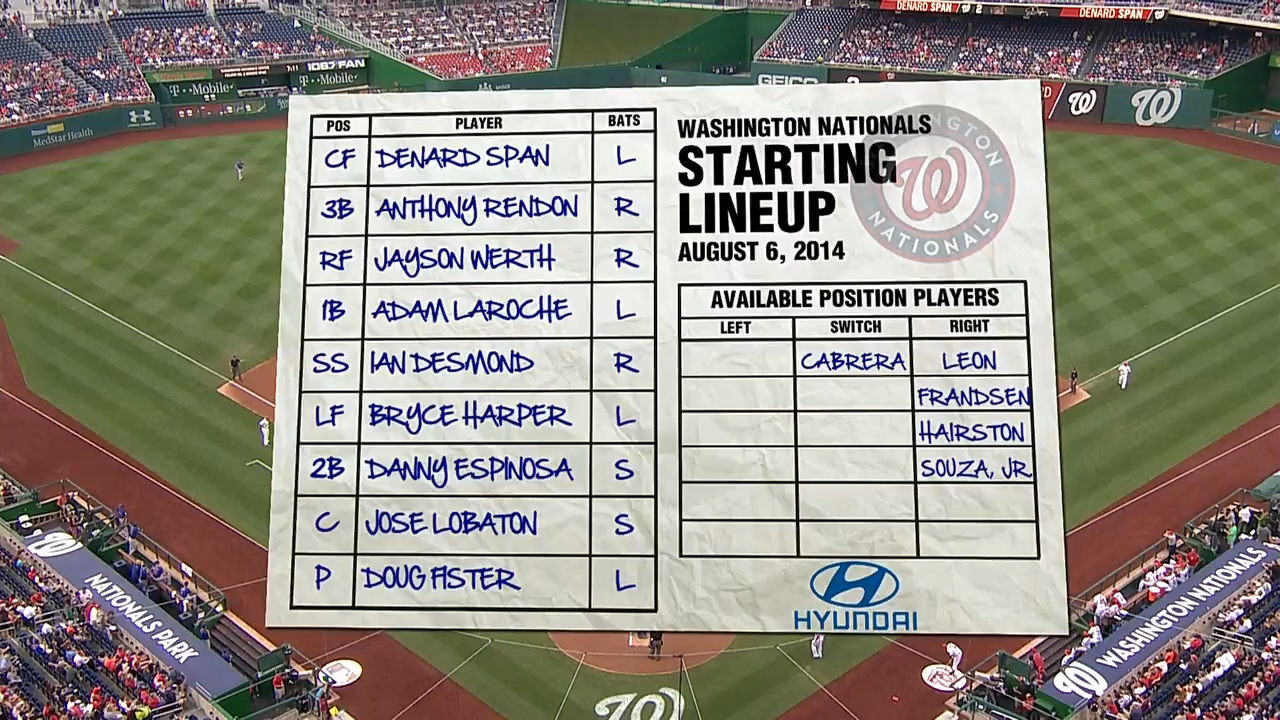 DENARD SPAN
2
DENARD SPAN
106.7 FAN
T-Mobile
T-Mobile
GEICO
MedStar Health
W
W
POS PLAYER BATS
CF DENARD SPAN L
3B ANTHONY RENDON R
RF JAYSON WERTH R
1B ADAM LAROCHE L
SS IAN DESMOND R
LF BRYCE HARPER L
2B DANNY ESPINOSA S
C JOSE LOBATON S
P DOUG FISTER L
WASHINGTON NATIONALS
STARTING
LINEUP
AUGUST 6, 2014
WASHINGTON
W
NATIONALS
AVAILABLE POSITION PLAYERS
LEFT SWITCH RIGHT
CABRERA LEON
FRANDSEN
HAIRSTON
SOUZA, JR.
HYUNDAI
W NATIONALS PARK
W WASHINGTON NATIONALS
W